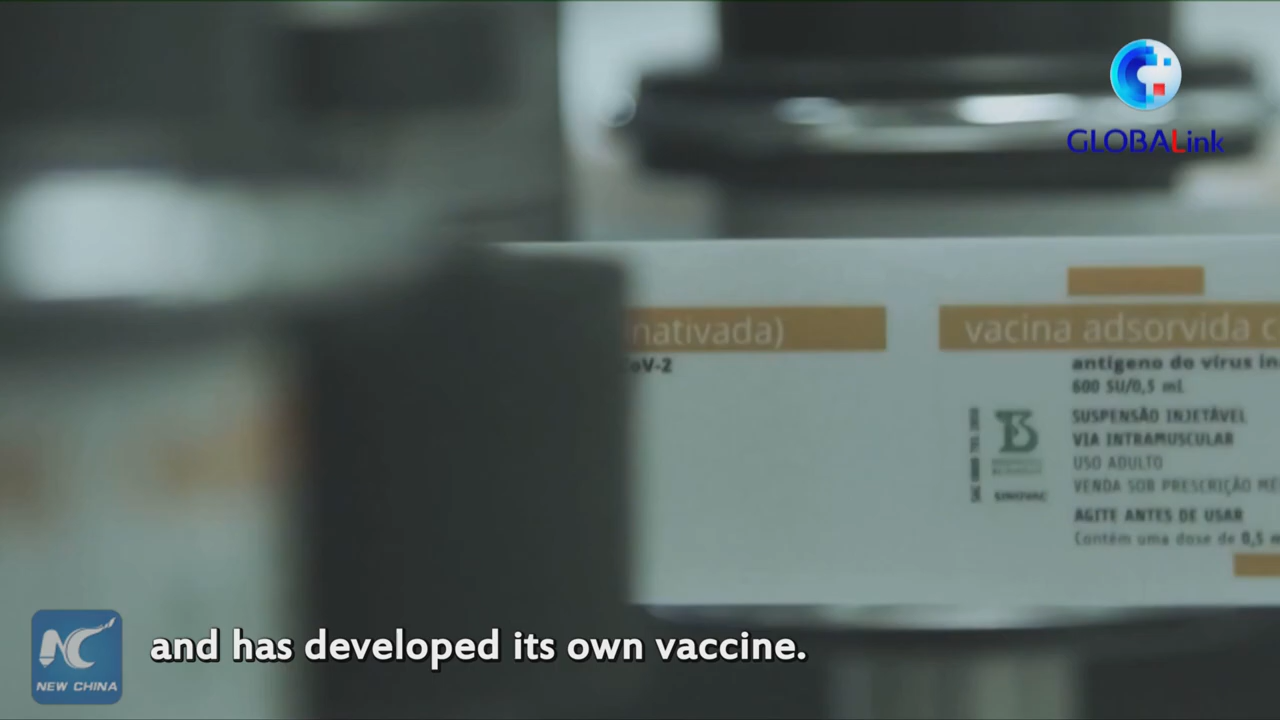 GLOBALink
nativada)
CoV-2
vacina adsorvida c
antígeno do vírus in
600 SU/0,5 mL
SUSPENSÃO INJETÁVEL
VIA INTRAMUSCULAR
USO ADULTO
VENDA SOB PRESCRIÇÃO MÉ
SINOVAC
AGITE ANTES DE USAR
Contém uma dose de 0,5 m
and has developed its own vaccine.
NEW CHINA